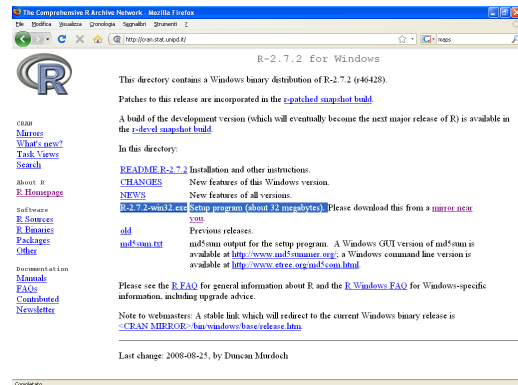 The Comprehensive R Archive Network - Mozilla Firefox
File Modifica Visualizza Cronologia Segnalibri Strumenti ?
http://cran.stat.unipd.it/
maps
R-2.7.2 for Windows
This directory contains a Windows binary distribution of R-2.7.2 (r46428).
Patches to this release are incorporated in the r-patched snapshot build.
A build of the development version (which will eventually become the next major release of R) is available in
the r-devel snapshot build.
In this directory:
README.R-2.7.2 Installation and other instructions.
CHANGES New features of this Windows version.
NEWS New features of all versions.
R-2.7.2-win32.exe Setup program (about 32 megabytes). Please download this from a mirror near
you.
old Previous releases.
md5sum.txt md5sum output for the setup program. A Windows GUI version of md5sum is
available at http://www.md5summer.org/; a Windows command line version is
available at http://www.etree.org/md5com.html.
Please see the R FAQ for general information about R and the R Windows FAQ for Windows-specific
information, including upgrade advice.
Note to webmasters: A stable link which will redirect to the current Windows binary release is
<CRAN MIRROR>/bin/windows/base/release.htm.
Last change: 2008-08-25, by Duncan Murdoch
R
CRAN
Mirrors
What's new?
Task Views
Search
About R
R Homepage
Software
R Sources
R Binaries
Packages
Other
Documentation
Manuals
FAQs
Contributed
Newsletter
Completato